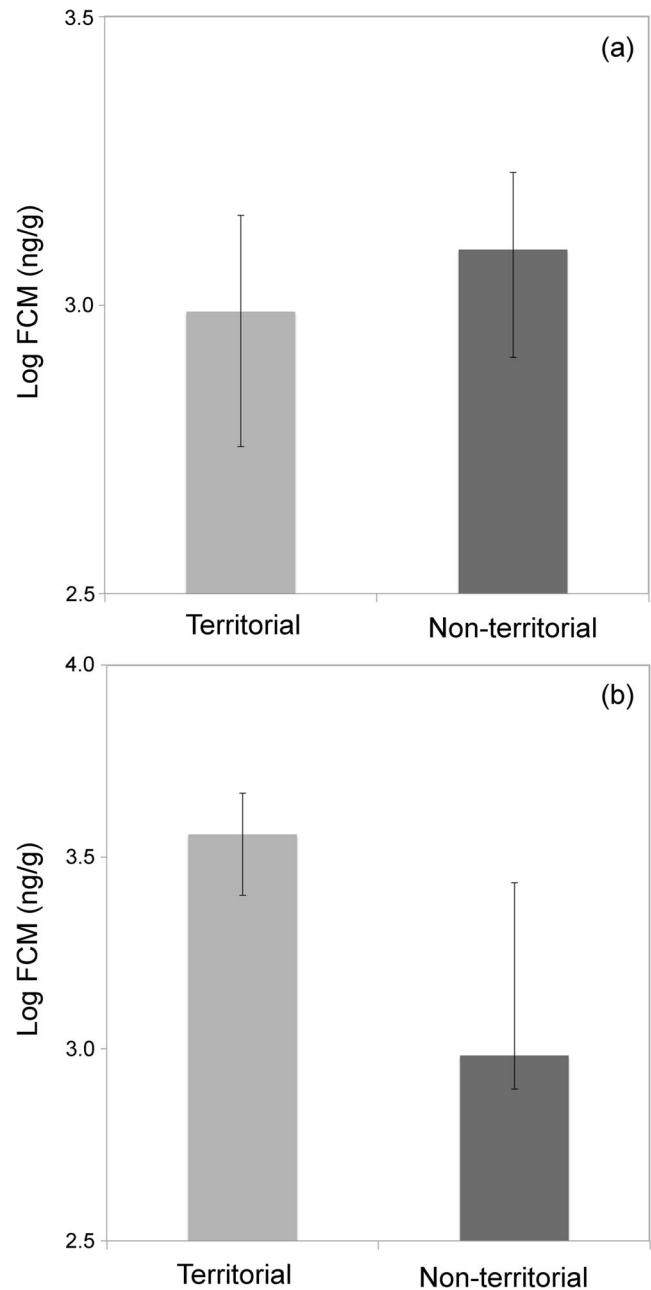 3.5
(a)
Log FCM (ng/g)
3.0
2.5
Territorial
Non-territorial
4.0
(b)
3.5
Log FCM (ng/g)
3.0
2.5
Territorial
Non-territorial